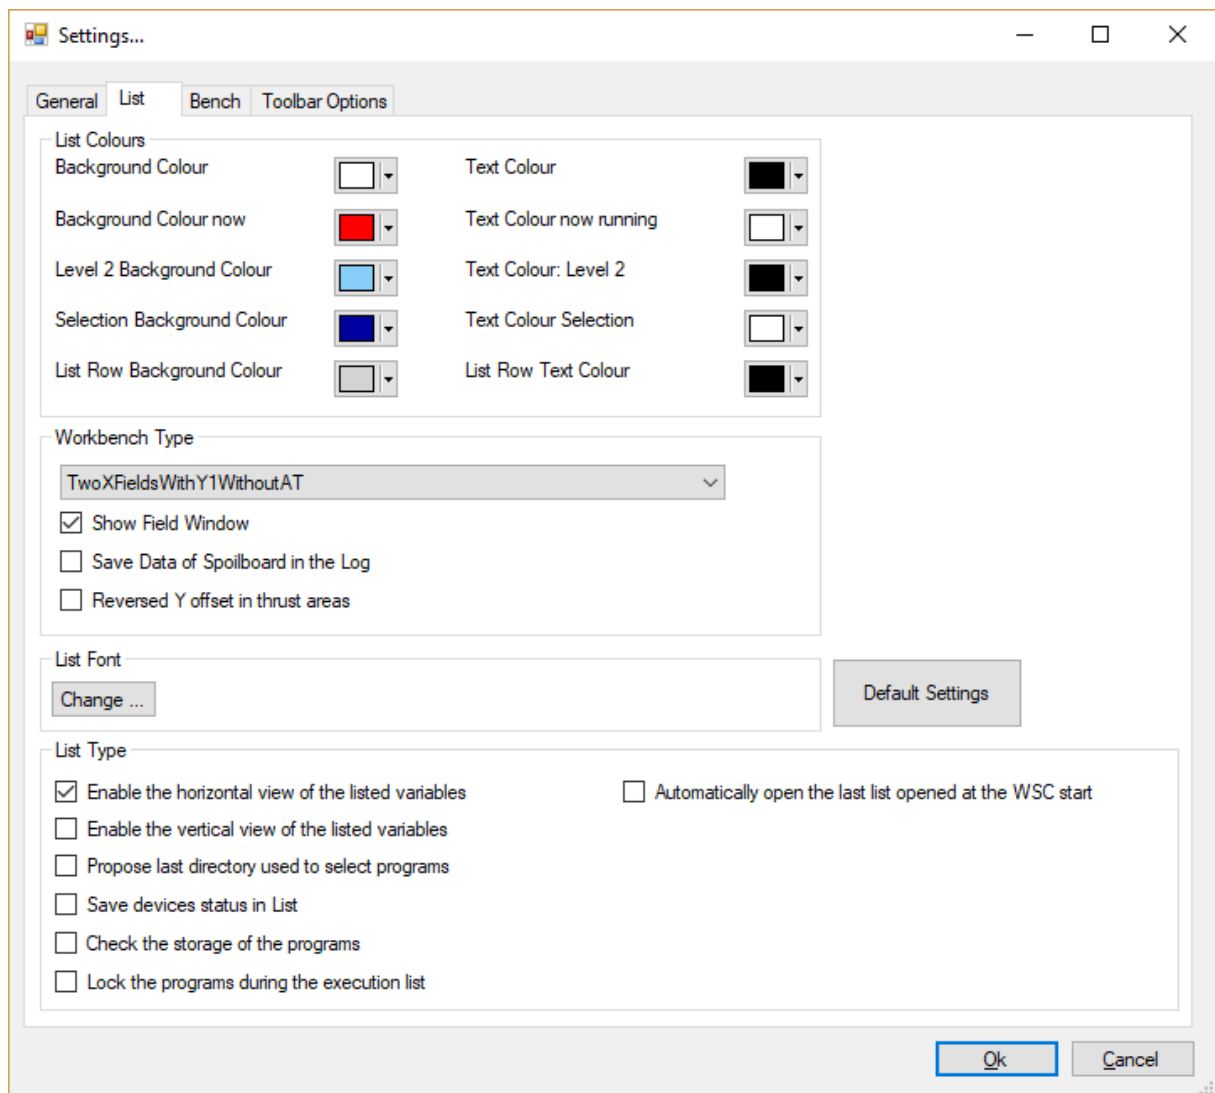 Settings...
General List Bench Toolbar Options
List Colours
Background Colour Text Colour
Background Colour now Text Colour now running
Level 2 Background Colour Text Colour: Level 2
Selection Background Colour Text Colour Selection
List Row Background Colour List Row Text Colour
Workbench Type
TwoXFieldsWithY1WithoutAT
Show Field Window
Save Data of Spoilboard in the Log
Reversed Y offset in thrust areas
List Font
Change ... Default Settings
List Type
Enable the horizontal view of the listed variables Automatically open the last list opened at the WSC start
Enable the vertical view of the listed variables
Propose last directory used to select programs
Save devices status in List
Check the storage of the programs
Lock the programs during the execution list
Ok Cancel